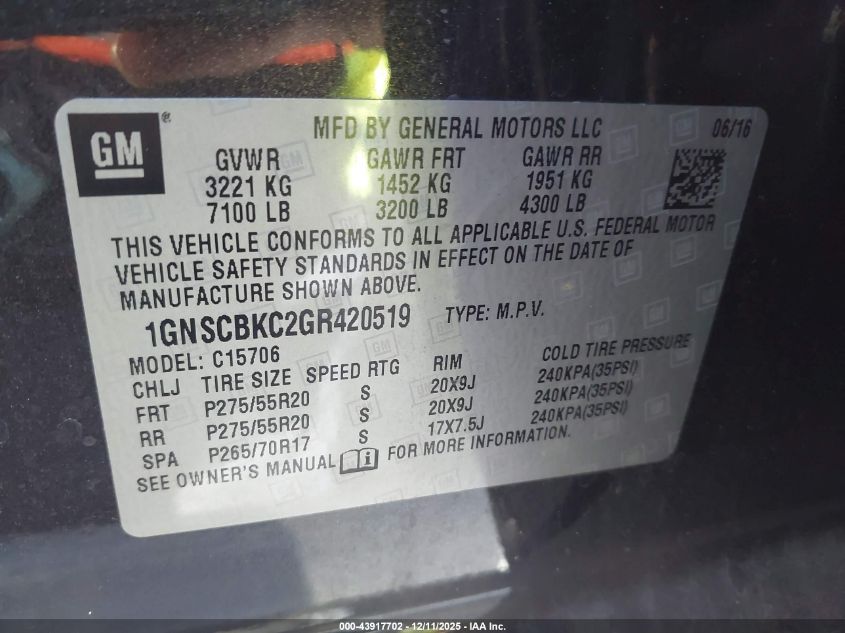 GM®
MFD BY GENERAL MOTORS LLC 06/16
GVWR GAWR FRT GAWR RR
3221 KG 1452 KG 1951 KG
7100 LB 3200 LB 4300 LB
THIS VEHICLE CONFORMS TO ALL APPLICABLE U.S. FEDERAL MOTOR
VEHICLE SAFETY STANDARDS IN EFFECT ON THE DATE OF
MANUFACTURE SHOWN ABOVE.
1GNSCBKC2GR420519 TYPE: M.P.V.
MODEL: C15706
CHLJ TIRE SIZE SPEED RTG RIM COLD TIRE PRESSURE
FRT P275/55R20 S 20X9J 240KPA(35PSI)
RR P275/55R20 S 20X9J 240KPA(35PSI)
SPA P265/70R17 S 17X7.5J 240KPA(35PSI)
SEE OWNER'S MANUAL FOR MORE INFORMATION.
000-43917702 - 12/11/2025 - IAA Inc.